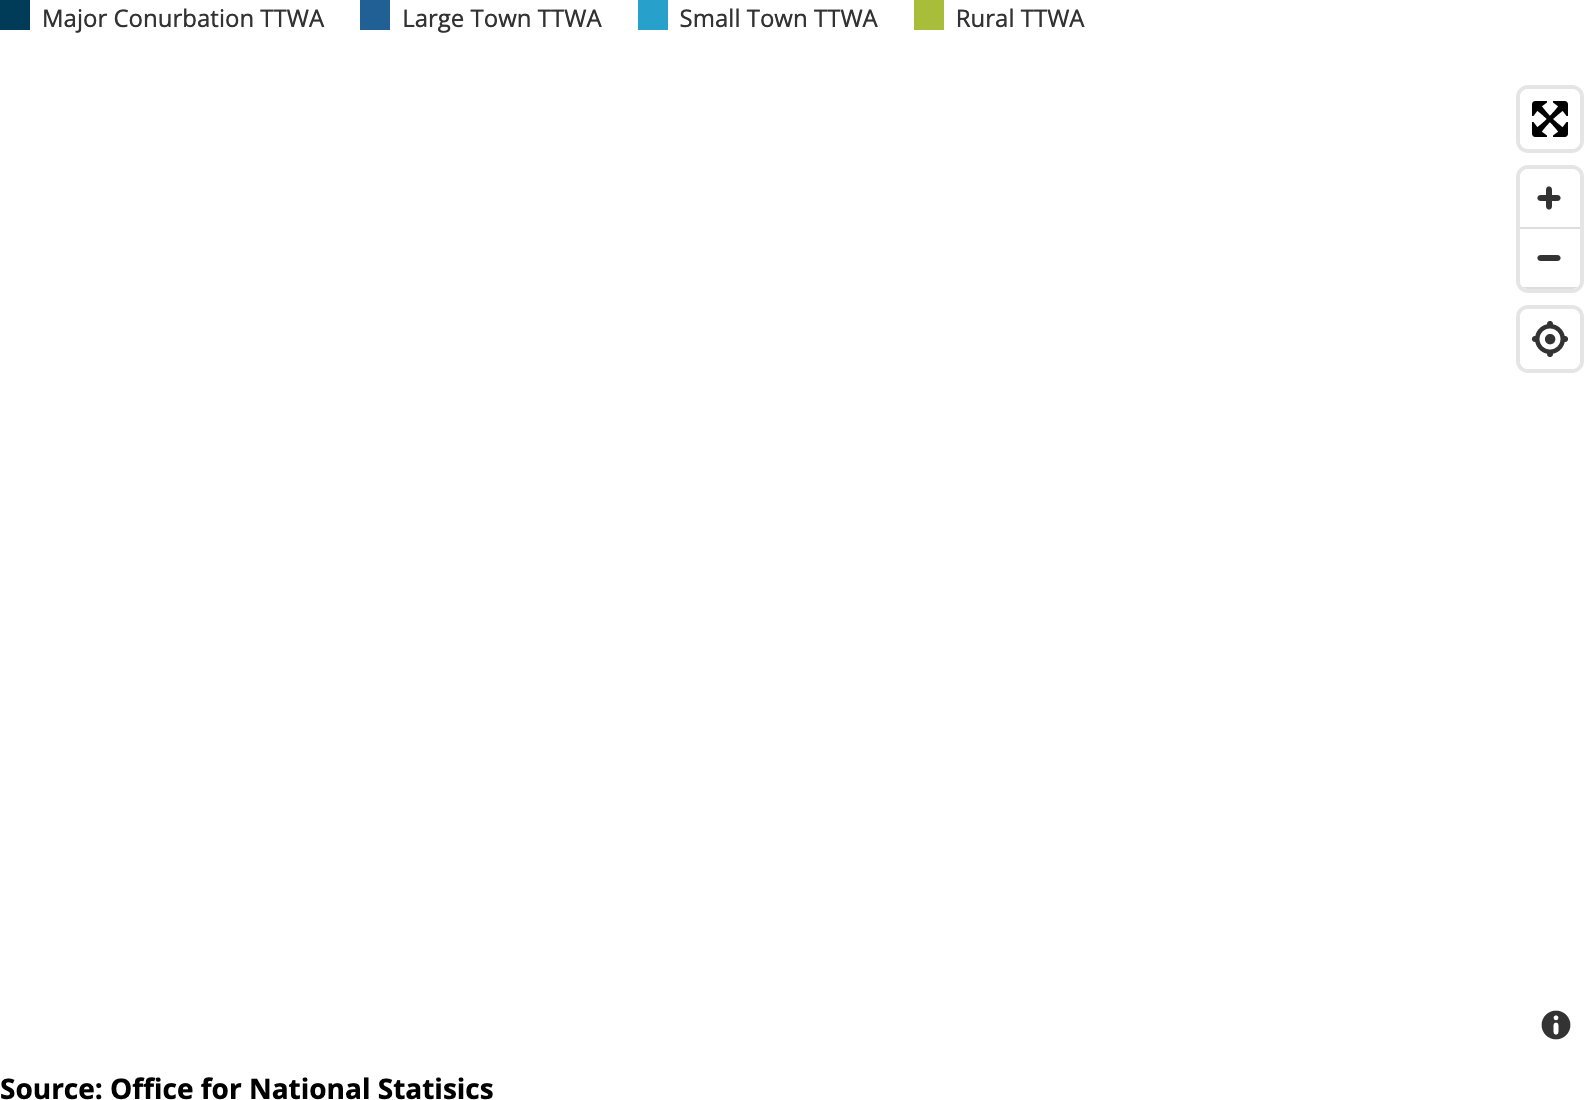 Major Conurbation TTWA Large Town TTWA Small Town TTWA Rural TTWA
Source: Office for National Statisics